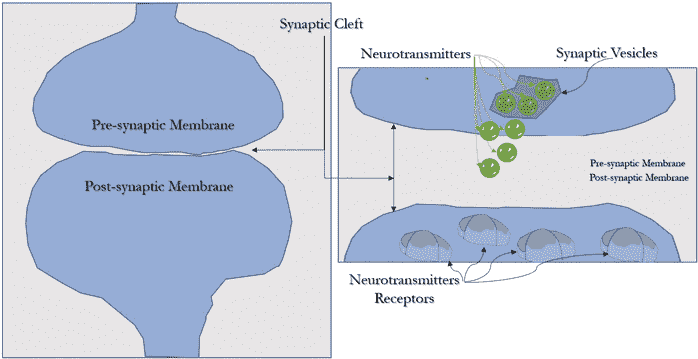 Synaptic Cleft
Pre-synaptic Membrane
Post-synaptic Membrane
Neurotransmitters
Synaptic Vesicles
Pre-synaptic Membrane
Post-synaptic Membrane
Neurotransmitters
Receptors